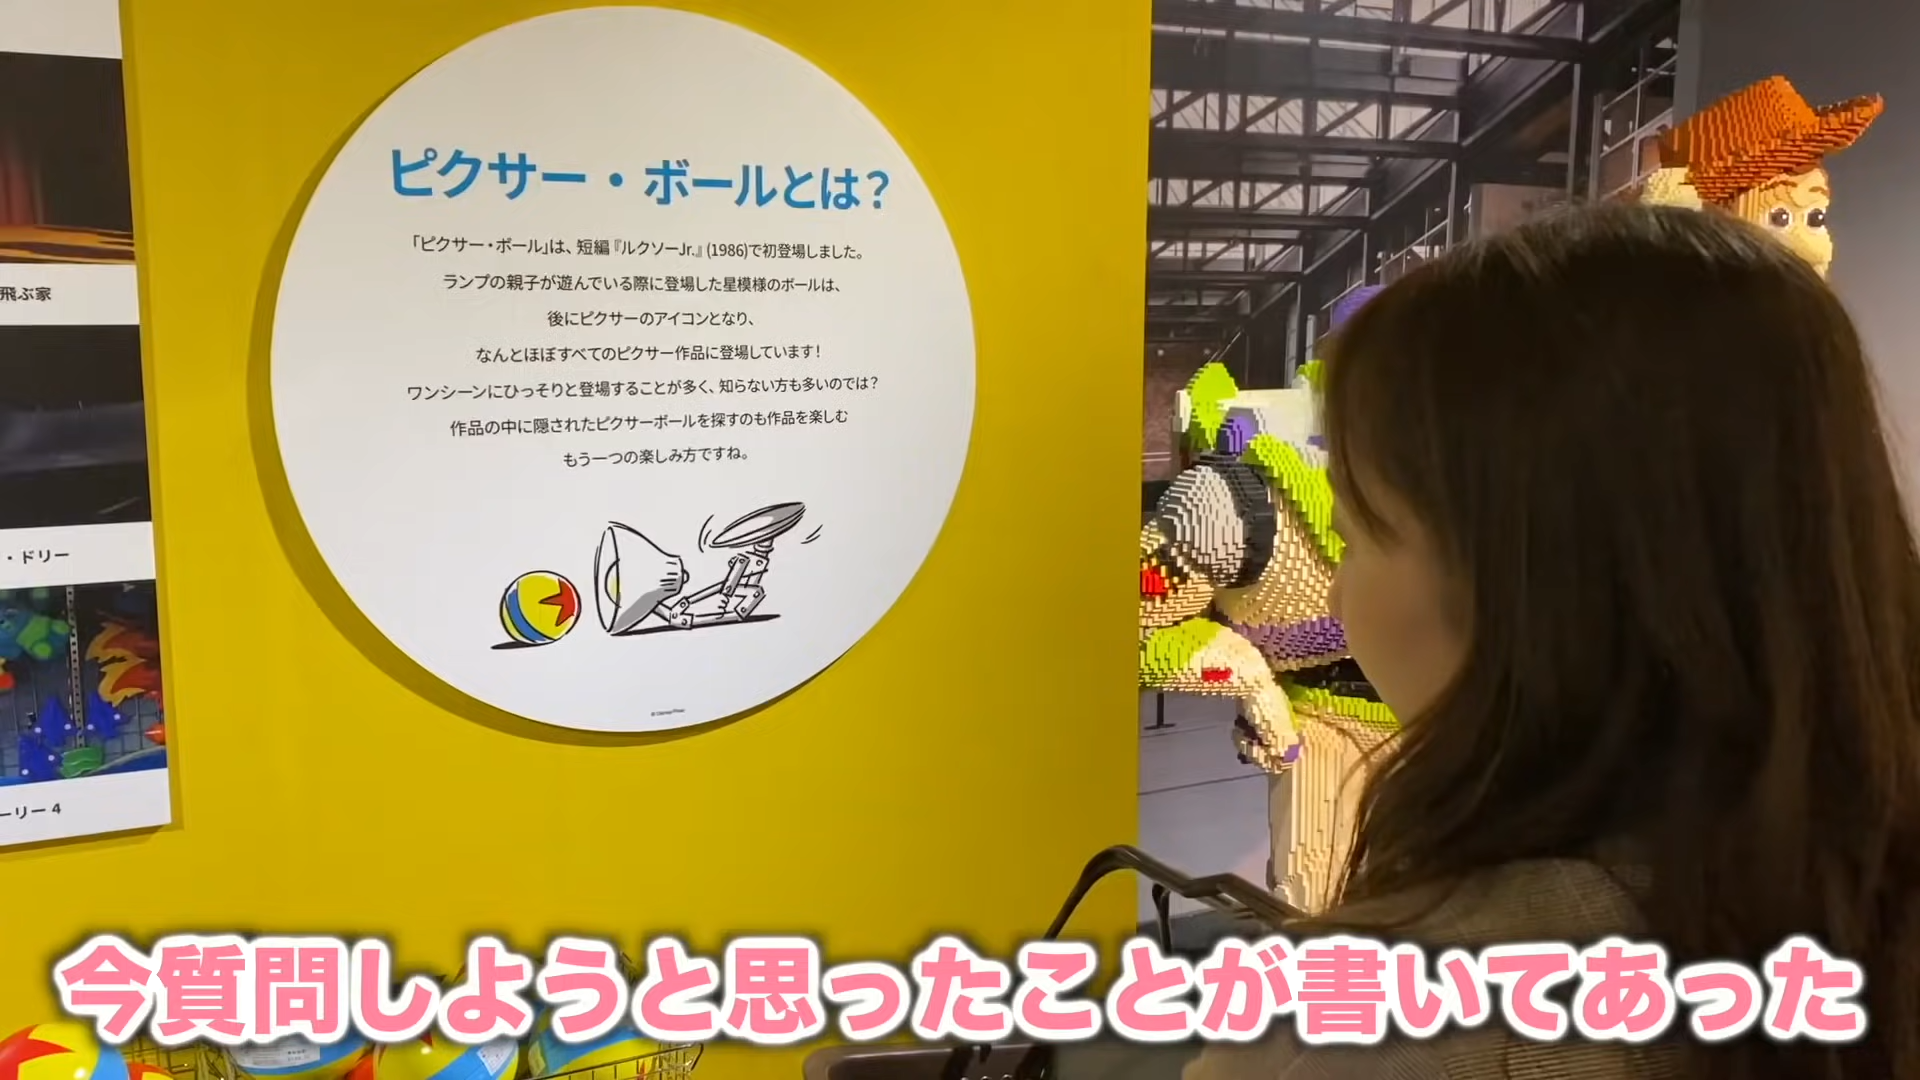 飛ぶ家
・ドリー
ーリー 4
ピクサー・ボールとは？
「ピクサー・ボール」は、短編『ルクソーJr.』(1986)で初登場しました。
ランプの親子が遊んでいる際に登場した星模様のボールは、
後にピクサーのアイコンとなり、
なんとほぼすべてのピクサー作品に登場しています！
ワンシーンにひっそりと登場することが多く、知らない方も多いのでは？
作品の中に隠されたピクサーボールを探すのも作品を楽しむ
もう一つの楽しみ方ですね。
© Disney/Pixar
今質問しようと思ったことが書いてあった